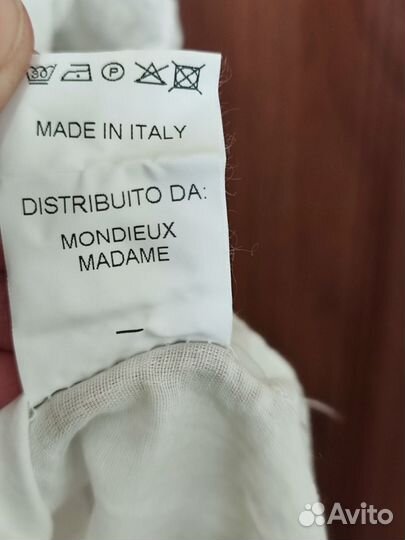 MADE IN ITALY
DISTRIBUITO DA:
MONDIEUX
MADAME
Avito